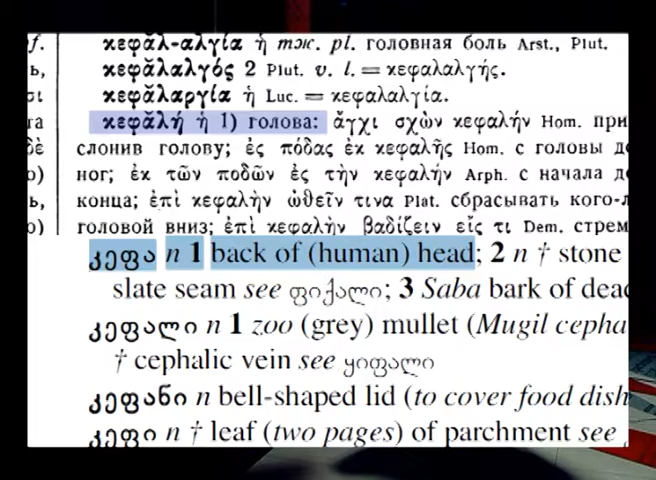 f. κεφᾰλ-αλγία ἡ тж. pl. головная боль Arst., Plut.
ь, κεφᾰλαλγός 2 Plut. v. l. = κεφαλαλγής.
σι κεφᾰλαργία ἡ Luc. = κεφαλαλγία.
та κεφᾰλή ἡ 1) голова: ἄγχι σχὼν κεφαλήν Hom. при
δὲ слонив голову; ἐς πόδας ἐκ κεφαλῆς Hom. с головы д
о) ног; ἐκ τῶν ποδῶν ἐς τὴν κεφαλήν Arph. с начала д
ь, конца; ἐπὶ κεφαλὴν ὠθεῖν τινα Plat. сбрасывать кого-л
о) головой вниз; ἐπὶ κεφαλὴν βαδίζειν εἴς τι Dem. стрем
კეფა n 1 back of (human) head; 2 n † stone
slate seam see ფიქალი; 3 Saba bark of dea
კეფალი n 1 zoo (grey) mullet (Mugil cepha
† cephalic vein see ყიფალი
კეფანი n bell-shaped lid (to cover food dish
კეფი n † leaf (two pages) of parchment see